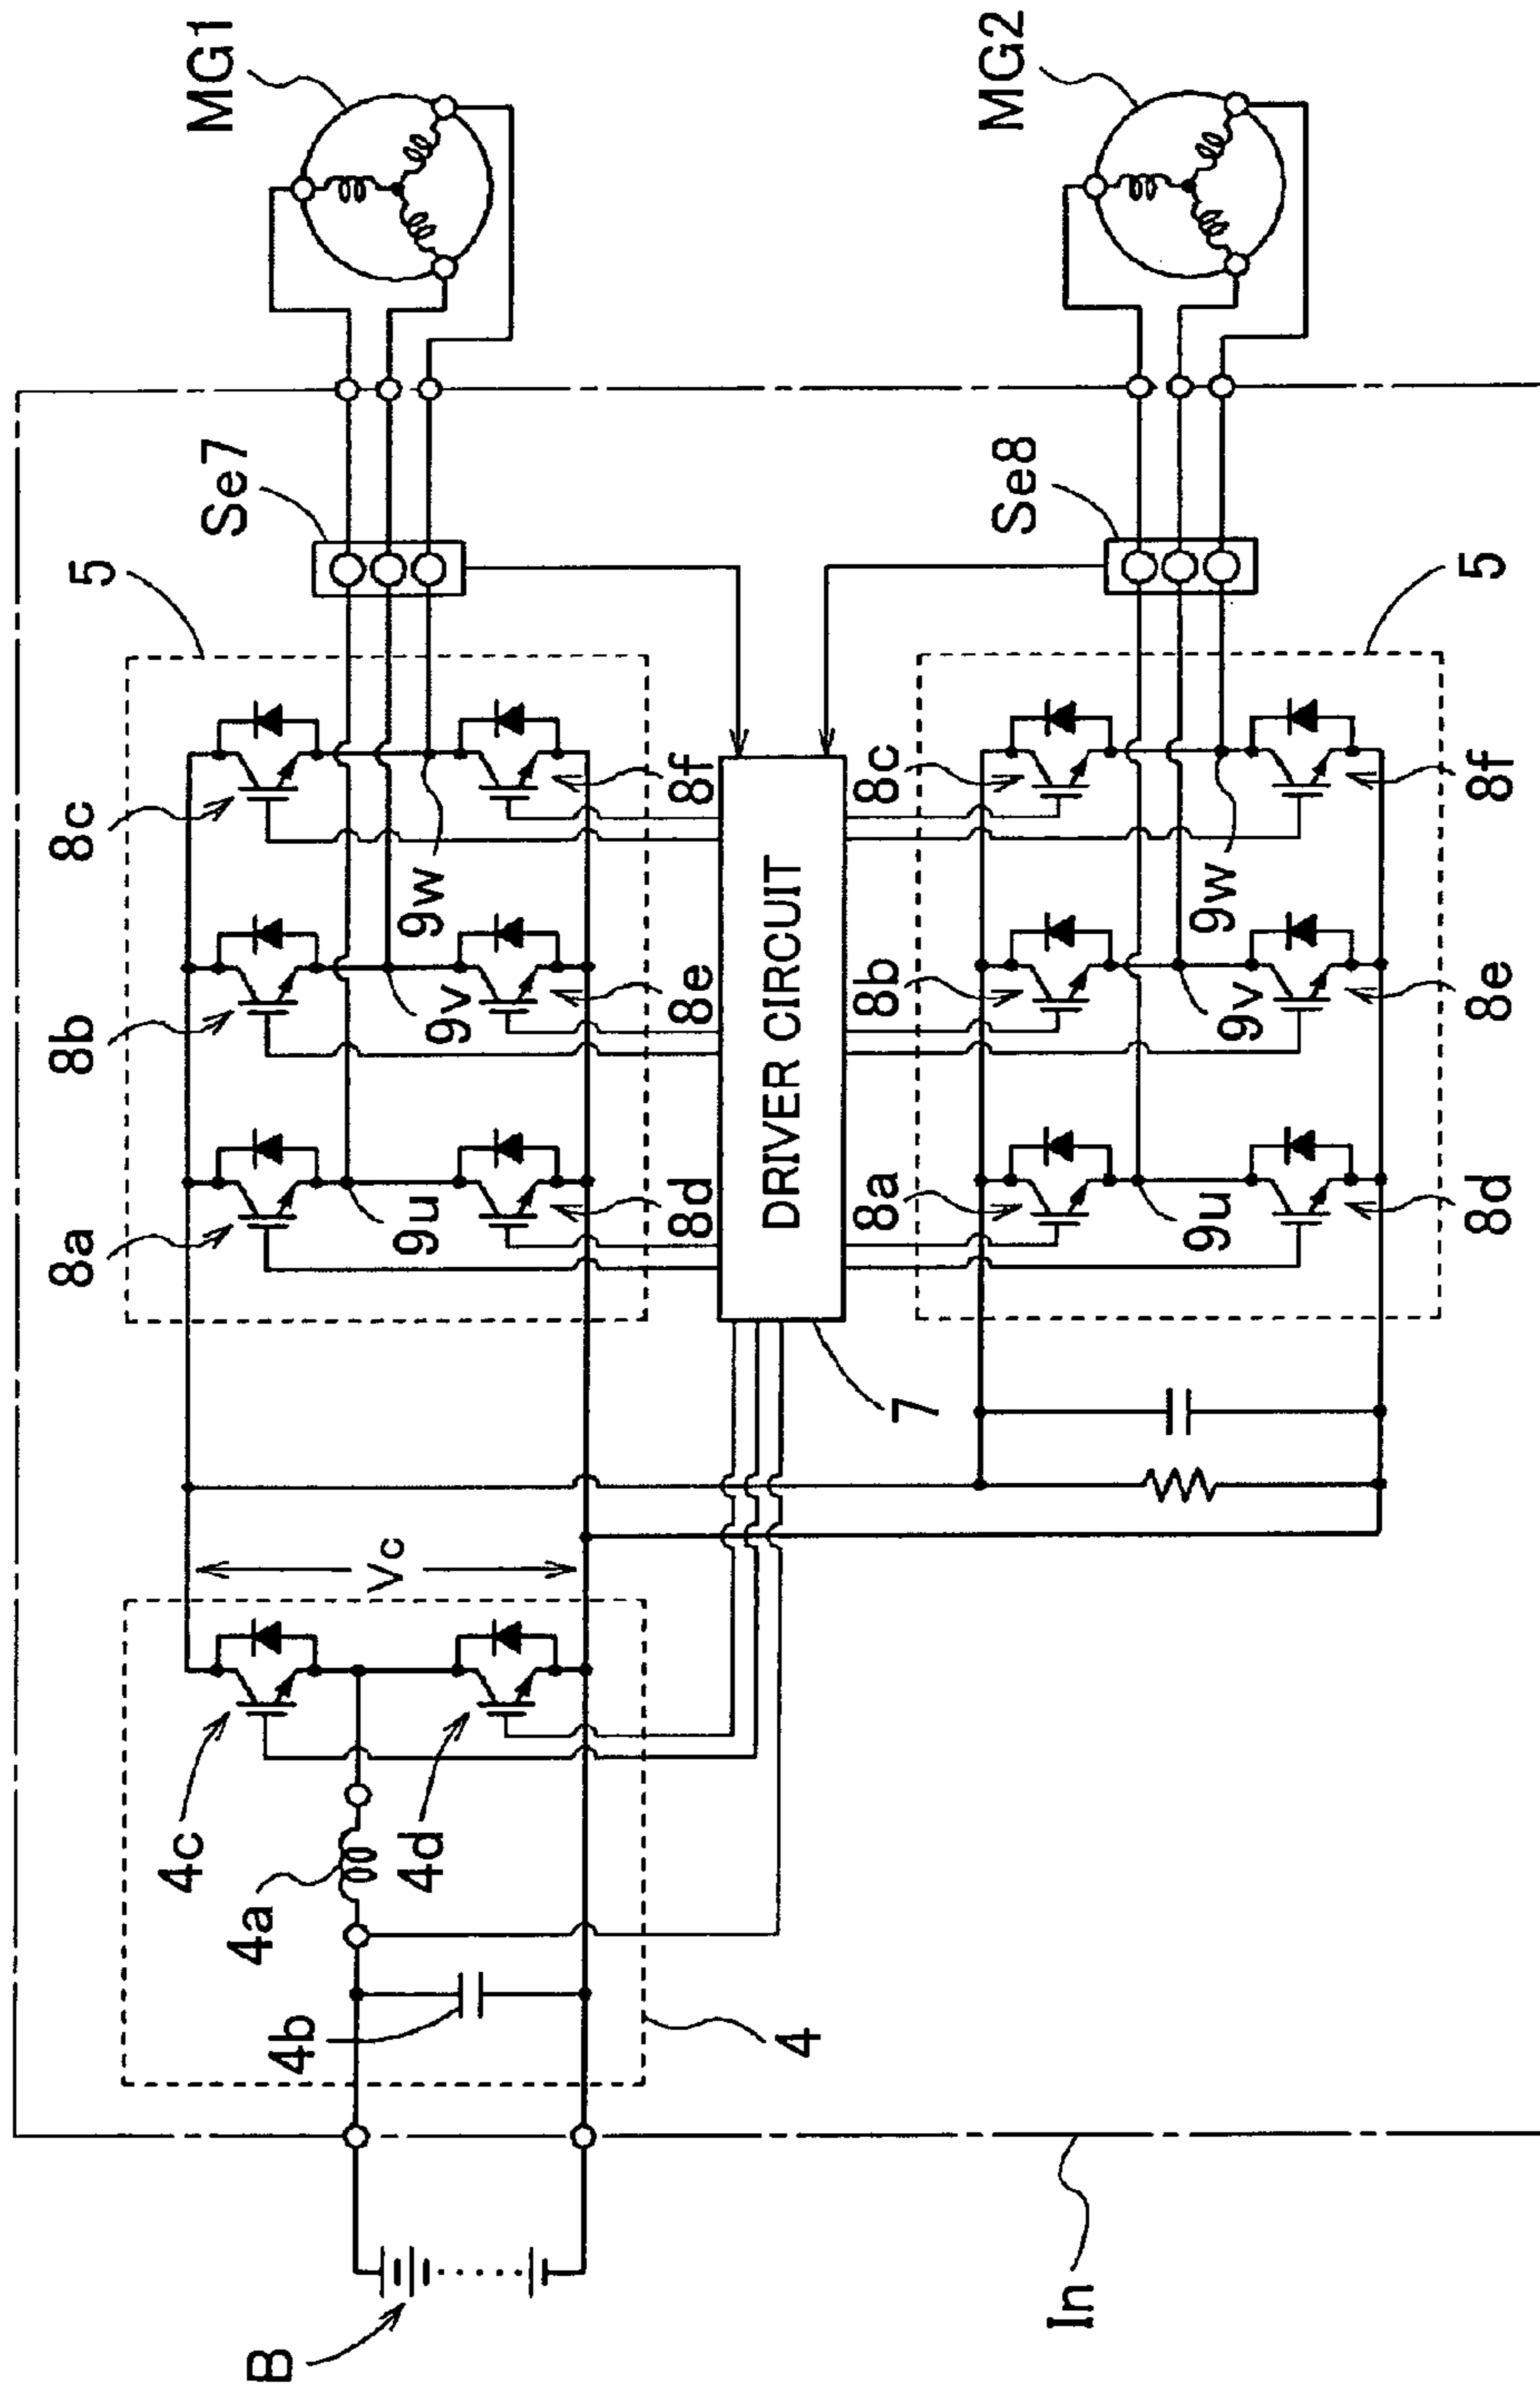 MG1
MG2
Se7
Se8
5
5
8c
8f
8c
8f
9w
9w
8b
8e
8b
8e
9v
9v
DRIVER CIRCUIT
8a
8d
8a
8d
9u
9u
7
Vc
4c
4d
4a
4b
4
B
In